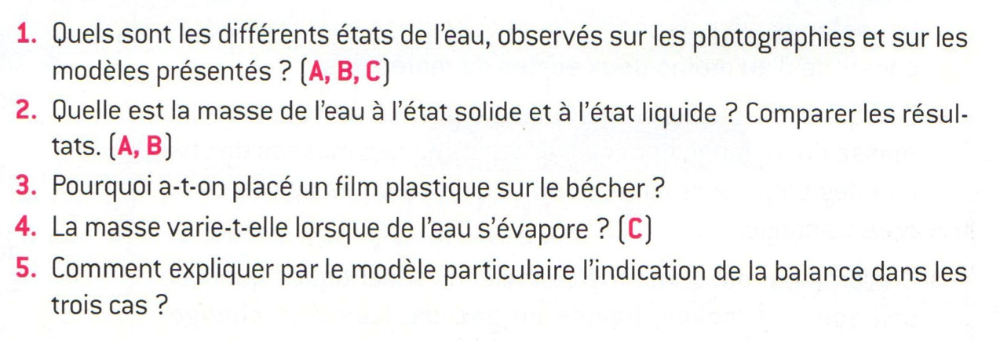 1. Quels sont les différents états de l'eau, observés sur les photographies et sur les
modèles présentés ? (A, B, C)
2. Quelle est la masse de l'eau à l'état solide et à l'état liquide ? Comparer les résul-
tats. (A, B)
3. Pourquoi a-t-on placé un film plastique sur le bécher ?
4. La masse varie-t-elle lorsque de l'eau s'évapore ? (C)
5. Comment expliquer par le modèle particulaire l'indication de la balance dans les
trois cas ?